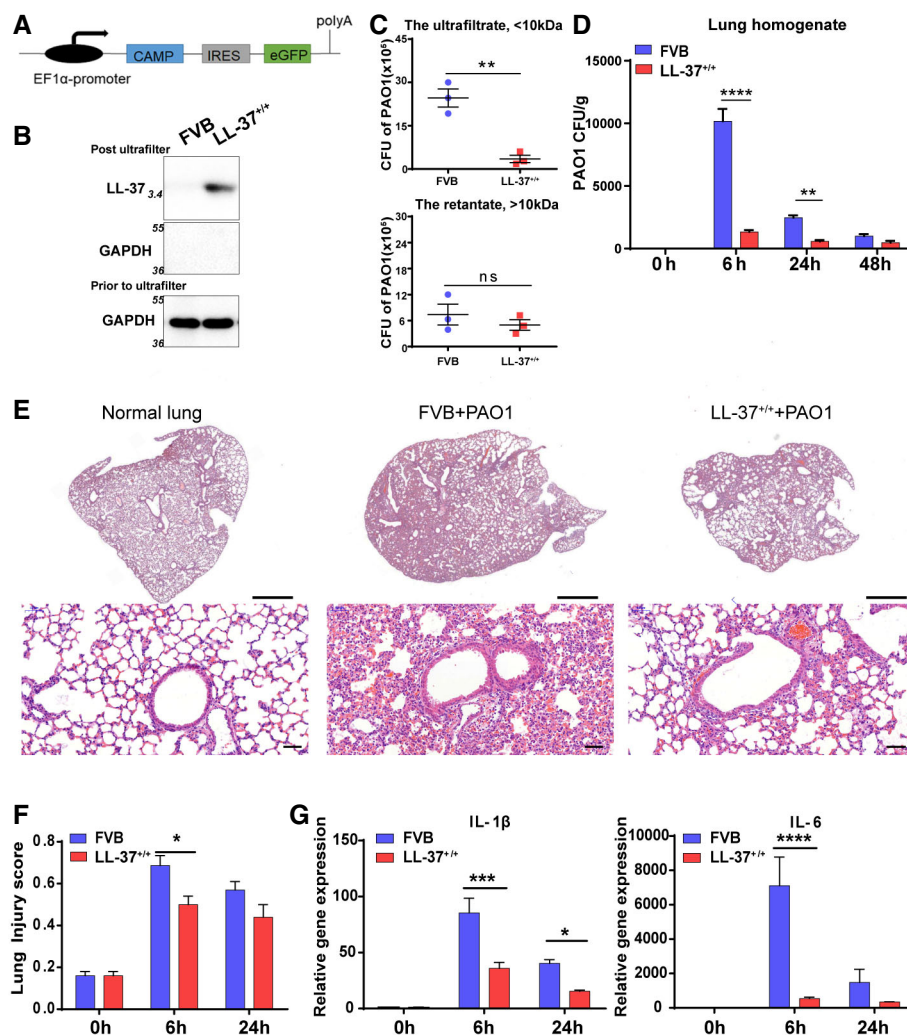 A
polyA
CAMP
IRES
eGFP
EF1α-promoter
B
FVB
LL-37+/+
Post ultrafilter
LL-37
3.4
55
GAPDH
36
Prior to ultrafilter
55
GAPDH
36
C
The ultrafiltrate, <10kDa
CFU of PAO1(x10⁵)
45
30
15
0
**
FVB
LL-37+/+
The retantate, >10kDa
CFU of PAO1(x10⁵)
30
24
18
12
6
0
ns
FVB
LL-37+/+
D
Lung homogenate
FVB
LL-37+/+
PAO1 CFU/g
15000
10000
5000
0
****
**
0h
6h
24h
48h
E
Normal lung
FVB+PAO1
LL-37+/++PAO1
F
FVB
LL-37+/+
Lung Injury score
0.8
0.6
0.4
0.2
0.0
*
0h
6h
24h
G
IL-1β
FVB
LL-37+/+
Relative gene expression
150
100
50
0
***
*
0h
6h
24h
IL-6
FVB
LL-37+/+
Relative gene expression
10000
8000
6000
4000
2000
0
****
0h
6h
24h